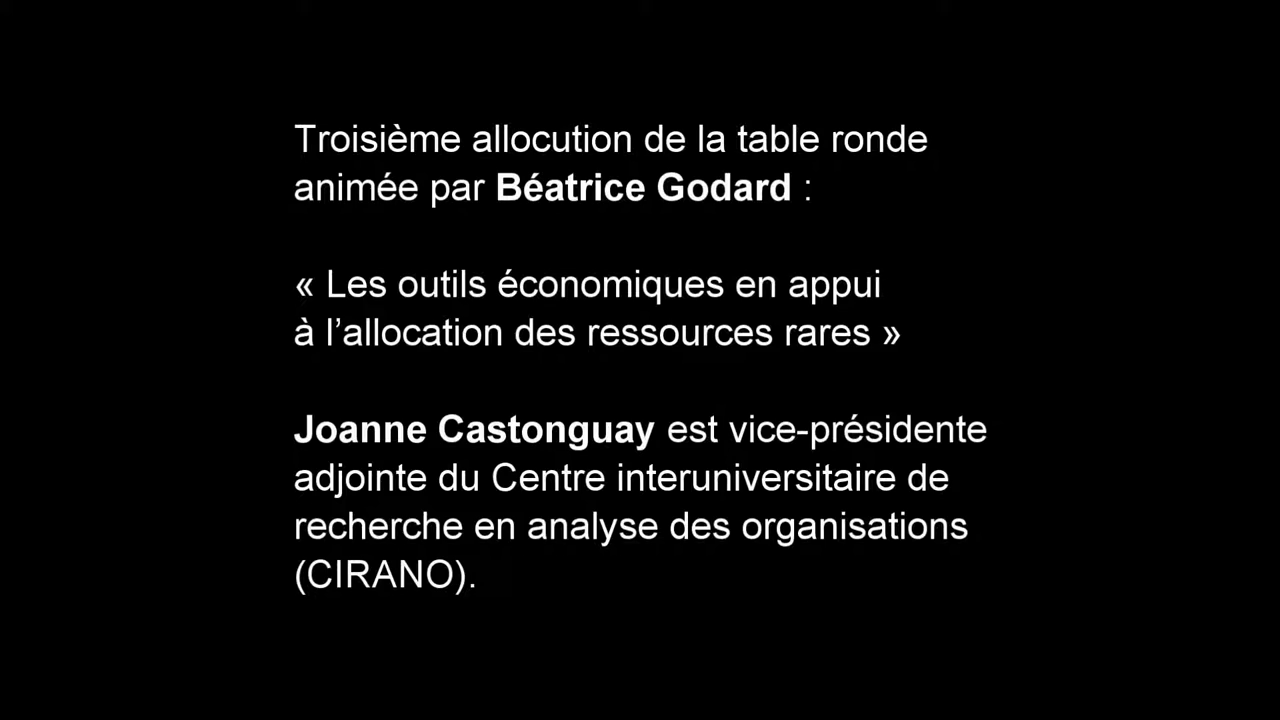 Troisième allocution de la table ronde
animée par Béatrice Godard :
« Les outils économiques en appui
à l’allocation des ressources rares »
Joanne Castonguay est vice-présidente
adjointe du Centre interuniversitaire de
recherche en analyse des organisations
(CIRANO).